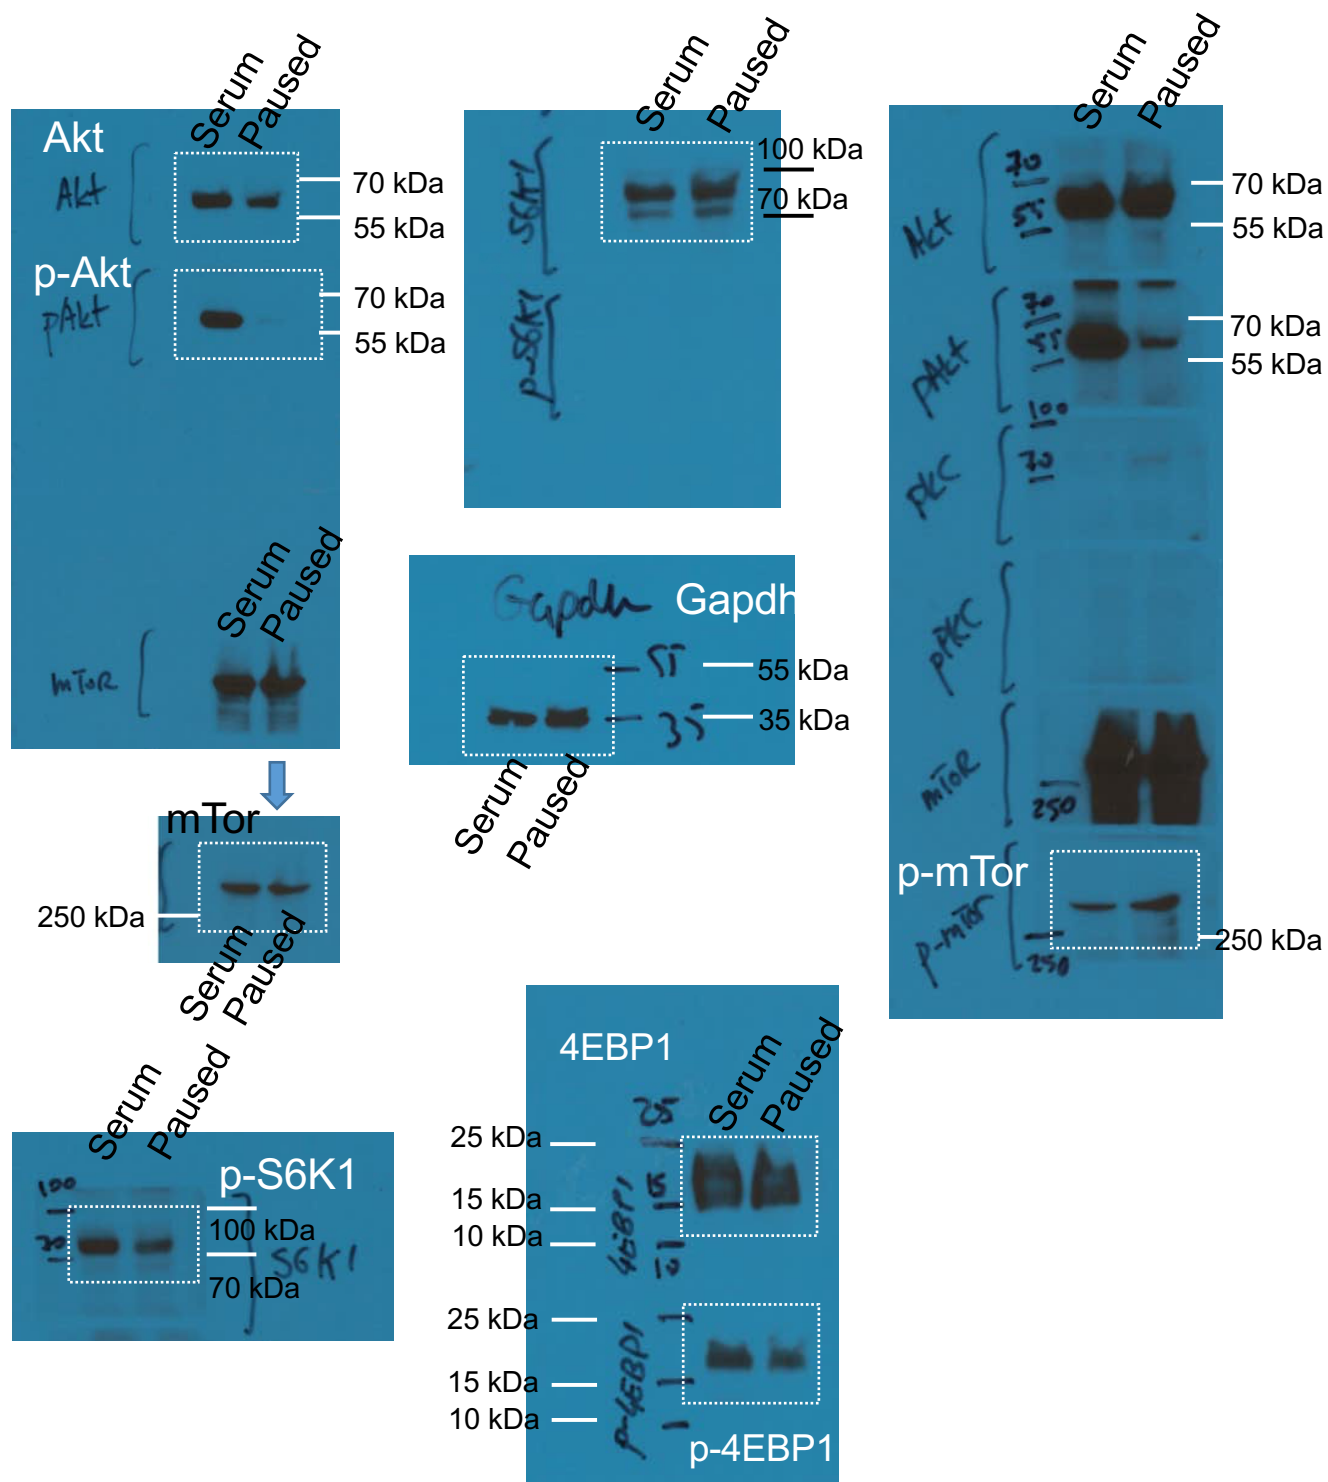 Serum Paused
Akt
Akt
70 kDa
55 kDa
p-Akt
pAkt
70 kDa
55 kDa
Serum Paused
mToR
mTor
250 kDa
Serum Paused
Serum Paused
S6K1
100 kDa
70 kDa
p-S6K1
Gapdh Gapdh
55 55 kDa
35 35 kDa
Serum Paused
Serum Paused
Akt
70
55
70 kDa
55 kDa
pAkt
70
55
70 kDa
55 kDa
100
70
pKC
pPKC
mToR
250
p-mTor
p-mTor
250
250 kDa
Serum Paused
p-S6K1
100
70
100 kDa
70 kDa
S6K1
4EBP1
Serum Paused
25
25 kDa
15
15 kDa
10 kDa
10
4EBP1
25 kDa
15 kDa
10 kDa
p-4EBP1
p-4EBP1